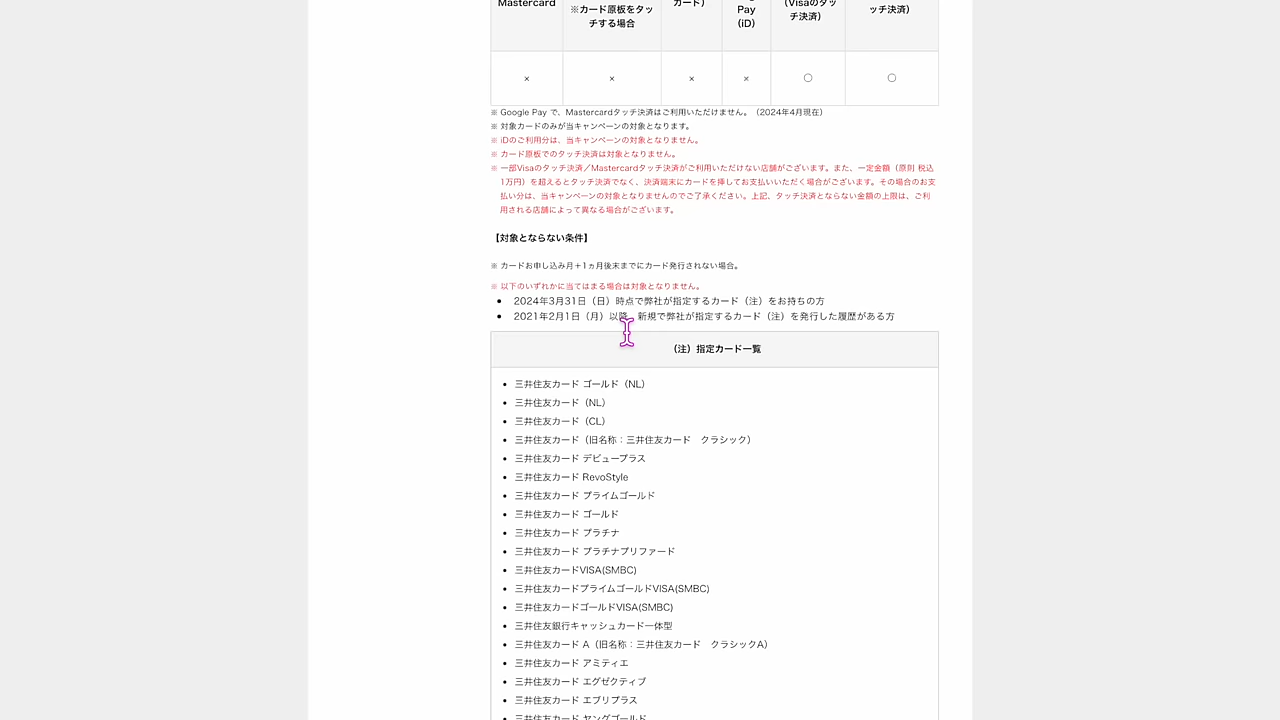 Mastercard
※カード原板をタッ
チする場合
カード）
Pay
（iD）
（Visaのタッ
チ決済）
ッチ決済）
× × × × ○ ○
※ Google Pay で、Mastercardタッチ決済はご利用いただけません。（2024年4月現在）
※ 対象カードのみが当キャンペーンの対象となります。
※ iDのご利用分は、当キャンペーンの対象となりません。
※ カード原板でのタッチ決済は対象となりません。
※ 一部Visaのタッチ決済／Mastercardタッチ決済がご利用いただけない店舗がございます。また、一定金額（原則 税込
1万円）を超えるとタッチ決済でなく、決済端末にカードを挿してお支払いいただく場合がございます。その場合のお支
払い分は、当キャンペーンの対象となりませんのでご了承ください。上記、タッチ決済とならない金額の上限は、ご利
用される店舗によって異なる場合がございます。
【対象とならない条件】
※ カードお申し込み月＋1ヵ月後末までにカード発行されない場合。
※ 以下のいずれかに当てはまる場合は対象となりません。
• 2024年3月31日（日）時点で弊社が指定するカード（注）をお持ちの方
• 2021年2月1日（月）以降、新規で弊社が指定するカード（注）を発行した履歴がある方
（注）指定カード一覧
• 三井住友カード ゴールド（NL）
• 三井住友カード（NL）
• 三井住友カード（CL）
• 三井住友カード（旧名称：三井住友カード　クラシック）
• 三井住友カード デビュープラス
• 三井住友カード RevoStyle
• 三井住友カード プライムゴールド
• 三井住友カード ゴールド
• 三井住友カード プラチナ
• 三井住友カード プラチナプリファード
• 三井住友カードVISA(SMBC)
• 三井住友カードプライムゴールドVISA(SMBC)
• 三井住友カードゴールドVISA(SMBC)
• 三井住友銀行キャッシュカード一体型
• 三井住友カード A（旧名称：三井住友カード　クラシックA）
• 三井住友カード アミティエ
• 三井住友カード エグゼクティブ
• 三井住友カード エブリプラス
• 三井住友カード ヤングゴールド